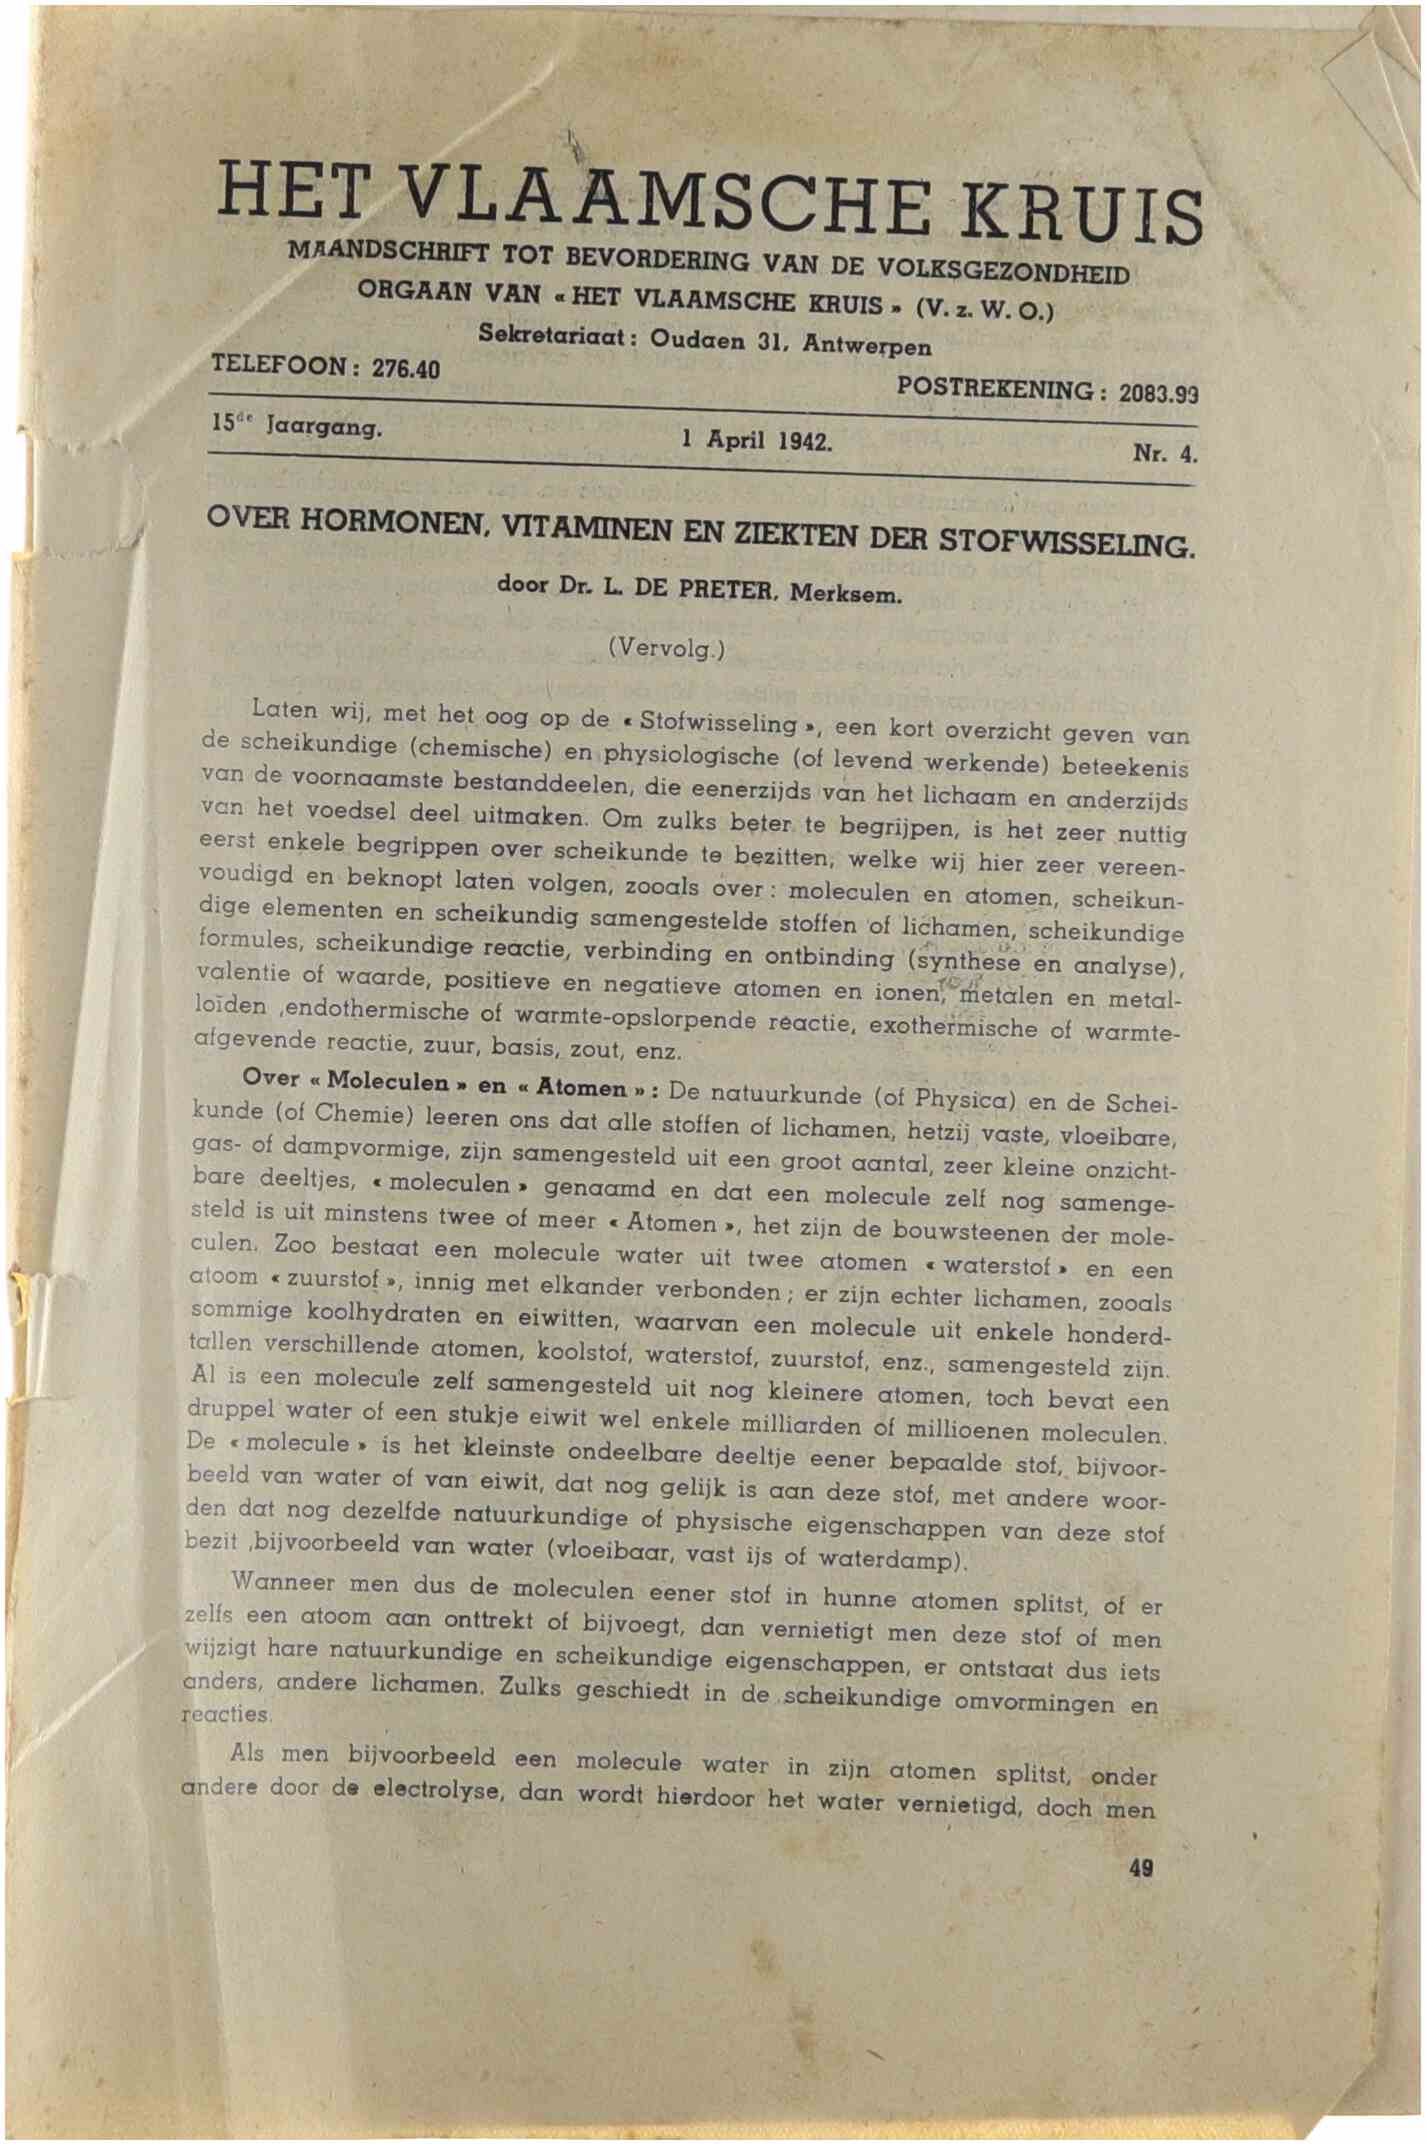 HET VLAAMSCHE KRUIS
MAANDSCHRIFT TOT BEVORDERING VAN DE VOLKSGEZONDHEID
ORGAAN VAN « HET VLAAMSCHE KRUIS » (V. z. W. O.)
Sekretariaat : Oudaen 31, Antwerpen
TELEFOON : 276.40 POSTREKENING : 2083.99
15de Jaargang. 1 April 1942. Nr. 4.
OVER HORMONEN, VITAMINEN EN ZIEKTEN DER STOFWISSELING.
door Dr. L. DE PRETER, Merksem.
(Vervolg.)
Laten wij, met het oog op de « Stofwisseling », een kort overzicht geven van
de scheikundige (chemische) en physiologische (of levend werkende) beteekenis
van de voornaamste bestanddeelen, die eenerzijds van het lichaam en anderzijds
van het voedsel deel uitmaken. Om zulks beter te begrijpen, is het zeer nuttig
eerst enkele begrippen over scheikunde te bezitten, welke wij hier zeer vereen-
voudigd en beknopt laten volgen, zooals over : moleculen en atomen, scheikun-
dige elementen en scheikundig samengestelde stoffen of lichamen, scheikundige
formules, scheikundige reactie, verbinding en ontbinding (synthese en analyse),
valentie of waarde, positieve en negatieve atomen en ionen, metalen en metal-
loïden ,endothermische of warmte-opslorpende reactie, exothermische of warmte-
afgevende reactie, zuur, basis, zout, enz.
Over « Moleculen » en « Atomen » : De natuurkunde (of Physica) en de Schei-
kunde (of Chemie) leeren ons dat alle stoffen of lichamen, hetzij vaste, vloeibare,
gas- of dampvormige, zijn samengesteld uit een groot aantal, zeer kleine onzicht-
bare deeltjes, « moleculen » genaamd en dat een molecule zelf nog samenge-
steld is uit minstens twee of meer « Atomen », het zijn de bouwsteenen der mole-
culen. Zoo bestaat een molecule water uit twee atomen « waterstof » en een
atoom « zuurstof », innig met elkander verbonden ; er zijn echter lichamen, zooals
sommige koolhydraten en eiwitten, waarvan een molecule uit enkele honderd-
tallen verschillende atomen, koolstof, waterstof, zuurstof, enz., samengesteld zijn.
Al is een molecule zelf samengesteld uit nog kleinere atomen, toch bevat een
druppel water of een stukje eiwit wel enkele milliarden of millioenen moleculen.
De « molecule » is het kleinste ondeelbare deeltje eener bepaalde stof, bijvoor-
beeld van water of van eiwit, dat nog gelijk is aan deze stof, met andere woor-
den dat nog dezelfde natuurkundige of physische eigenschappen van deze stof
bezit ,bijvoorbeeld van water (vloeibaar, vast ijs of waterdamp).
Wanneer men dus de moleculen eener stof in hunne atomen splitst, of er
zelfs een atoom aan onttrekt of bijvoegt, dan vernietigt men deze stof of men
wijzigt hare natuurkundige en scheikundige eigenschappen, er ontstaat dus iets
anders, andere lichamen. Zulks geschiedt in de scheikundige omvormingen en
reacties.
Als men bijvoorbeeld een molecule water in zijn atomen splitst, onder
andere door de electrolyse, dan wordt hierdoor het water vernietigd, doch men
49